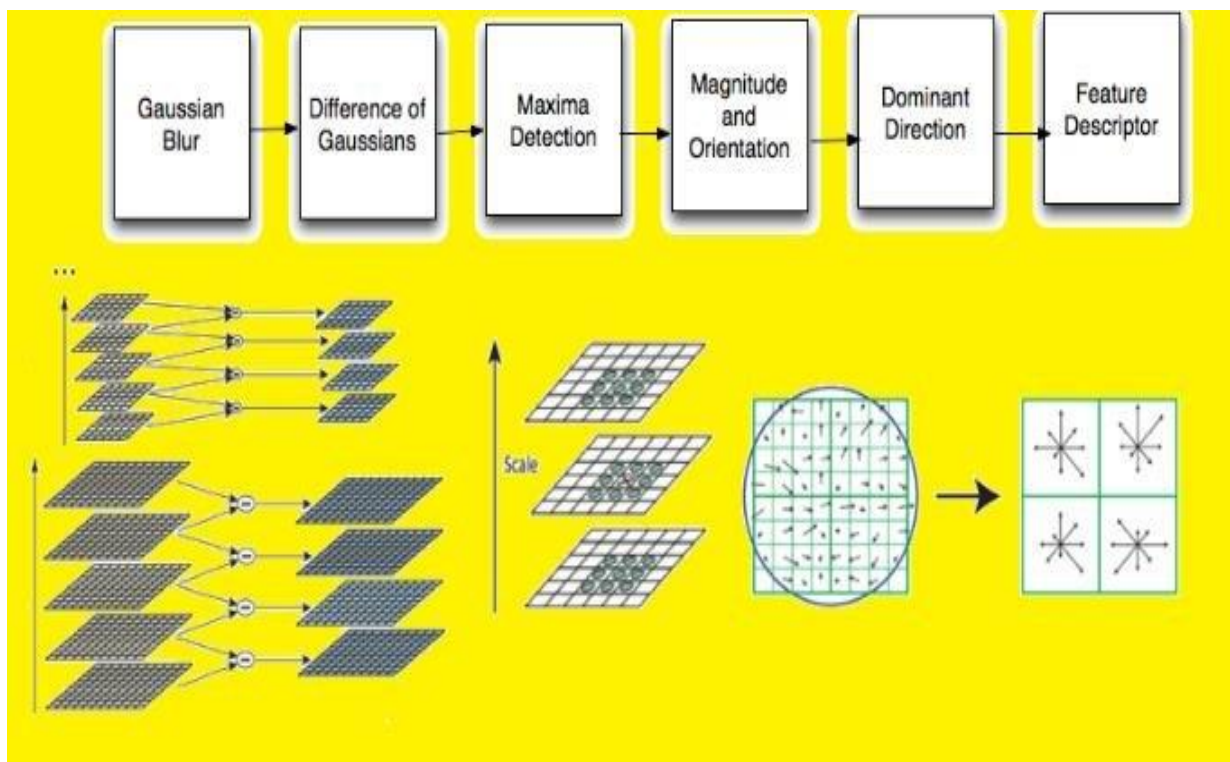 Gaussian
Blur
Difference of
Gaussians
Maxima
Detection
Magnitude
and
Orientation
Dominant
Direction
Feature
Descriptor
...
Scale